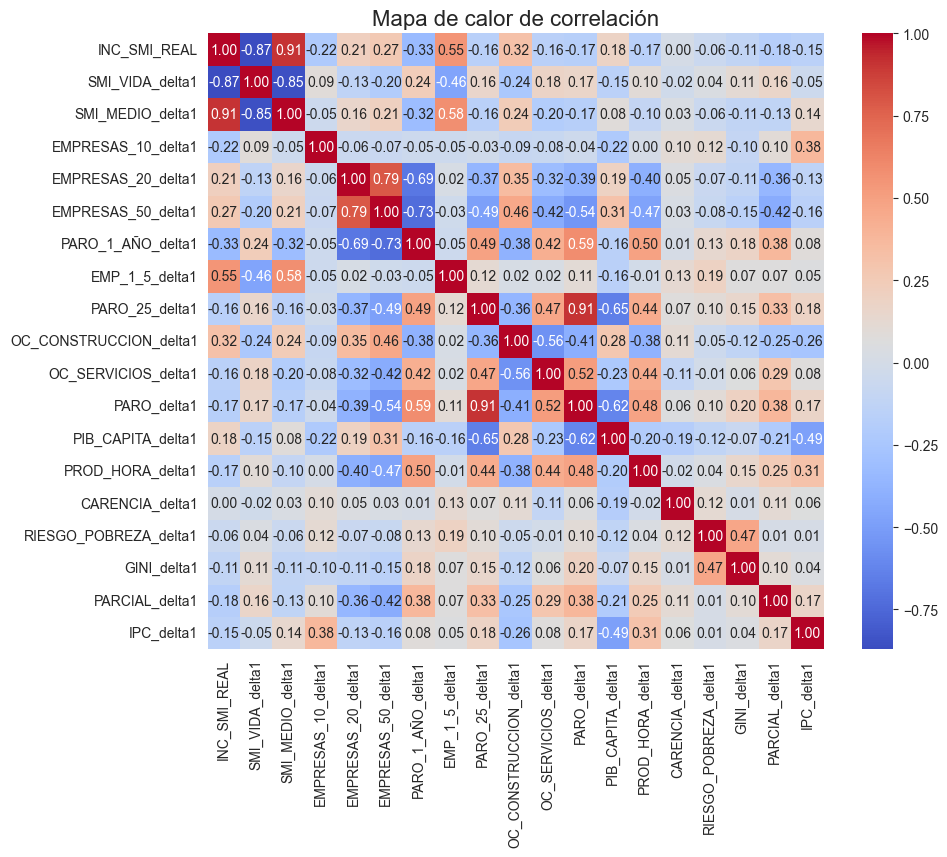 Mapa de calor de correlación
INC_SMI_REAL 1.00 -0.87 0.91 -0.22 0.21 0.27 -0.33 0.55 -0.16 0.32 -0.16 -0.17 0.18 -0.17 0.00 -0.06 -0.11 -0.18 -0.15
SMI_VIDA_delta1 -0.87 1.00 -0.85 0.09 -0.13 -0.20 0.24 -0.46 0.16 -0.24 0.18 0.17 -0.15 0.10 -0.02 0.04 0.11 0.16 -0.05
SMI_MEDIO_delta1 0.91 -0.85 1.00 -0.05 0.16 0.21 -0.32 0.58 -0.16 0.24 -0.20 -0.17 0.08 -0.10 0.03 -0.06 -0.11 -0.13 0.14
EMPRESAS_10_delta1 -0.22 0.09 -0.05 1.00 -0.06 -0.07 -0.05 -0.05 -0.03 -0.09 -0.08 -0.04 -0.22 0.00 0.10 0.12 -0.10 0.10 0.38
EMPRESAS_20_delta1 0.21 -0.13 0.16 -0.06 1.00 0.79 -0.69 0.02 -0.37 0.35 -0.32 -0.39 0.19 -0.40 0.05 -0.07 -0.11 -0.36 -0.13
EMPRESAS_50_delta1 0.27 -0.20 0.21 -0.07 0.79 1.00 -0.73 -0.03 -0.49 0.46 -0.42 -0.54 0.31 -0.47 0.03 -0.08 -0.15 -0.42 -0.16
PARO_1_AÑO_delta1 -0.33 0.24 -0.32 -0.05 -0.69 -0.73 1.00 -0.05 0.49 -0.38 0.42 0.59 -0.16 0.50 0.01 0.13 0.18 0.38 0.08
EMP_1_5_delta1 0.55 -0.46 0.58 -0.05 0.02 -0.03 -0.05 1.00 0.12 0.02 0.02 0.11 -0.16 -0.01 0.13 0.19 0.07 0.07 0.05
PARO_25_delta1 -0.16 0.16 -0.16 -0.03 -0.37 -0.49 0.49 0.12 1.00 -0.36 0.47 0.91 -0.65 0.44 0.07 0.10 0.15 0.33 0.18
OC_CONSTRUCCION_delta1 0.32 -0.24 0.24 -0.09 0.35 0.46 -0.38 0.02 -0.36 1.00 -0.56 -0.41 0.28 -0.38 0.11 -0.05 -0.12 -0.25 -0.26
OC_SERVICIOS_delta1 -0.16 0.18 -0.20 -0.08 -0.32 -0.42 0.42 0.02 0.47 -0.56 1.00 0.52 -0.23 0.44 -0.11 -0.01 0.06 0.29 0.08
PARO_delta1 -0.17 0.17 -0.17 -0.04 -0.39 -0.54 0.59 0.11 0.91 -0.41 0.52 1.00 -0.62 0.48 0.06 0.10 0.20 0.38 0.17
PIB_CAPITA_delta1 0.18 -0.15 0.08 -0.22 0.19 0.31 -0.16 -0.16 -0.65 0.28 -0.23 -0.62 1.00 -0.20 -0.19 -0.12 -0.07 -0.21 -0.49
PROD_HORA_delta1 -0.17 0.10 -0.10 0.00 -0.40 -0.47 0.50 -0.01 0.44 -0.38 0.44 0.48 -0.20 1.00 -0.02 0.04 0.15 0.25 0.31
CARENCIA_delta1 0.00 -0.02 0.03 0.10 0.05 0.03 0.01 0.13 0.07 0.11 -0.11 0.06 -0.19 -0.02 1.00 0.12 0.01 0.11 0.06
RIESGO_POBREZA_delta1 -0.06 0.04 -0.06 0.12 -0.07 -0.08 0.13 0.19 0.10 -0.05 -0.01 0.10 -0.12 0.04 0.12 1.00 0.47 0.01 0.01
GINI_delta1 -0.11 0.11 -0.11 -0.10 -0.11 -0.15 0.18 0.07 0.15 -0.12 0.06 0.20 -0.07 0.15 0.01 0.47 1.00 0.10 0.04
PARCIAL_delta1 -0.18 0.16 -0.13 0.10 -0.36 -0.42 0.38 0.07 0.33 -0.25 0.29 0.38 -0.21 0.25 0.11 0.01 0.10 1.00 0.17
IPC_delta1 -0.15 -0.05 0.14 0.38 -0.13 -0.16 0.08 0.05 0.18 -0.26 0.08 0.17 -0.49 0.31 0.06 0.01 0.04 0.17 1.00
INC_SMI_REAL
SMI_VIDA_delta1
SMI_MEDIO_delta1
EMPRESAS_10_delta1
EMPRESAS_20_delta1
EMPRESAS_50_delta1
PARO_1_AÑO_delta1
EMP_1_5_delta1
PARO_25_delta1
OC_CONSTRUCCION_delta1
OC_SERVICIOS_delta1
PARO_delta1
PIB_CAPITA_delta1
PROD_HORA_delta1
CARENCIA_delta1
RIESGO_POBREZA_delta1
GINI_delta1
PARCIAL_delta1
IPC_delta1
1.00
0.75
0.50
0.25
0.00
−0.25
−0.50
−0.75